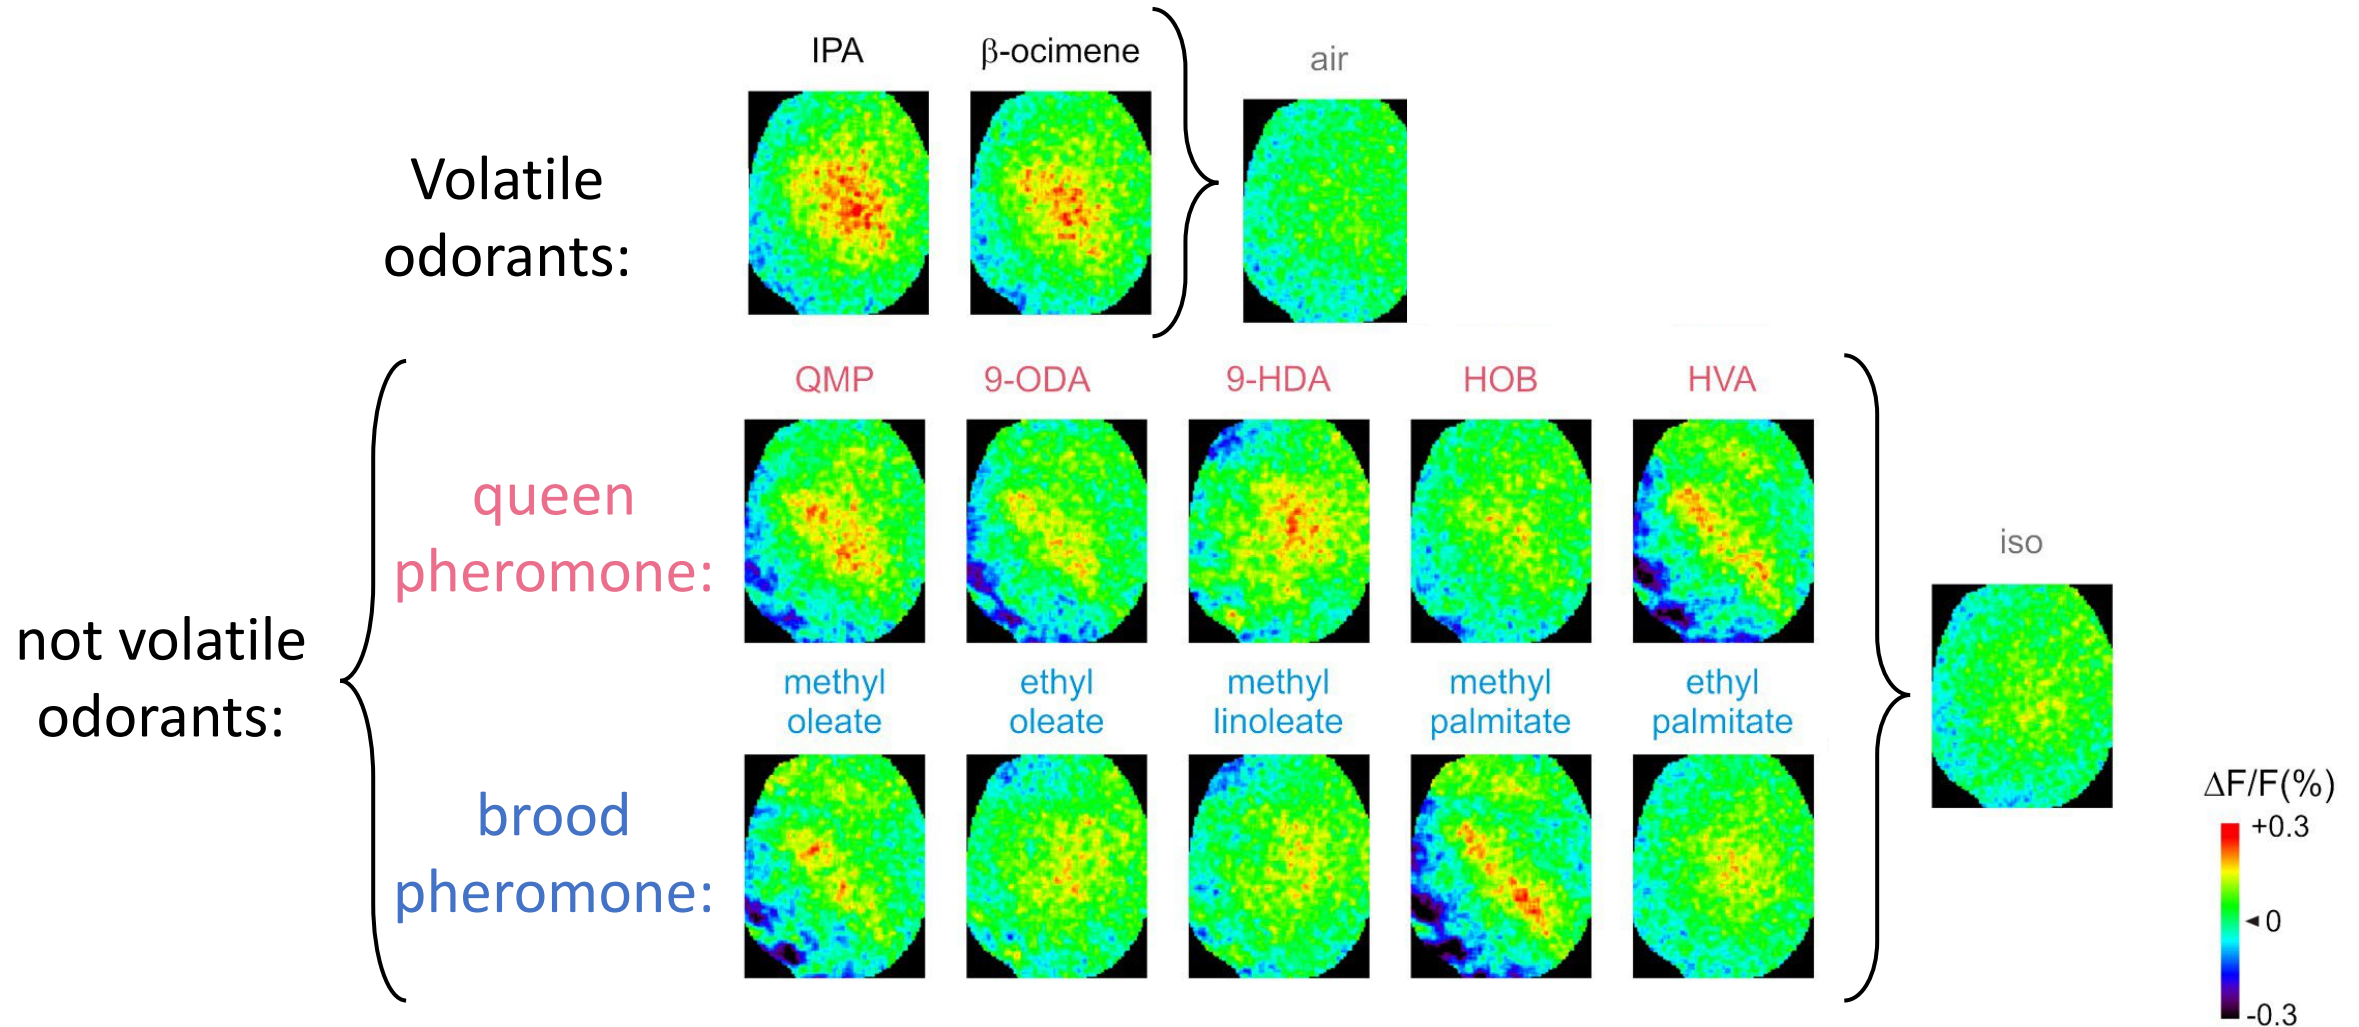 IPA
β-ocimene
air
Volatile
odorants:
QMP
9-ODA
9-HDA
HOB
HVA
queen
pheromone:
iso
not volatile
odorants:
methyl
oleate
ethyl
oleate
methyl
linoleate
methyl
palmitate
ethyl
palmitate
brood
pheromone:
ΔF/F(%)
+0.3
◄0
-0.3